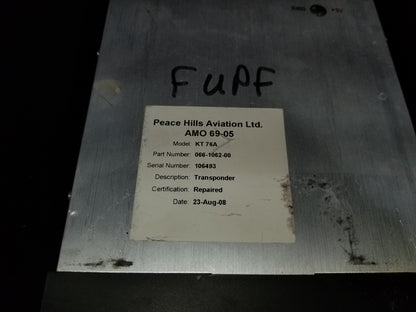 FUPF
Peace Hills Aviation Ltd.
AMO 69-05
Model: KT 76A
Part Number: 066-1062-00
Serial Number: 106493
Description: Transponder
Certification: Repaired
Date: 23-Aug-08